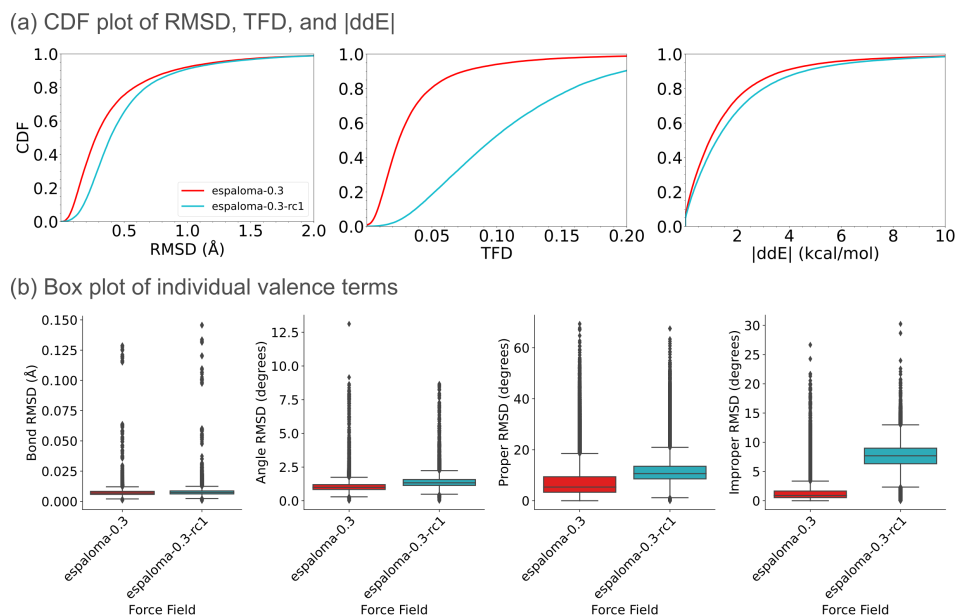 (a) CDF plot of RMSD, TFD, and |ddE|
CDF
1.0
0.8
0.6
0.4
0.2
0.0
0.5
1.0
1.5
2.0
RMSD (Å)
espaloma-0.3
espaloma-0.3-rc1
1.0
0.8
0.6
0.4
0.2
0.0
0.05
0.10
0.15
0.20
TFD
1.0
0.8
0.6
0.4
0.2
0.0
2
4
6
8
10
|ddE| (kcal/mol)
(b) Box plot of individual valence terms
Bond RMSD (Å)
0.150
0.125
0.100
0.075
0.050
0.025
0.000
espaloma-0.3
espaloma-0.3-rc1
Force Field
Angle RMSD (degrees)
12.5
10.0
7.5
5.0
2.5
0.0
espaloma-0.3
espaloma-0.3-rc1
Force Field
Proper RMSD (degrees)
60
40
20
0
espaloma-0.3
espaloma-0.3-rc1
Force Field
Improper RMSD (degrees)
30
25
20
15
10
5
0
espaloma-0.3
espaloma-0.3-rc1
Force Field